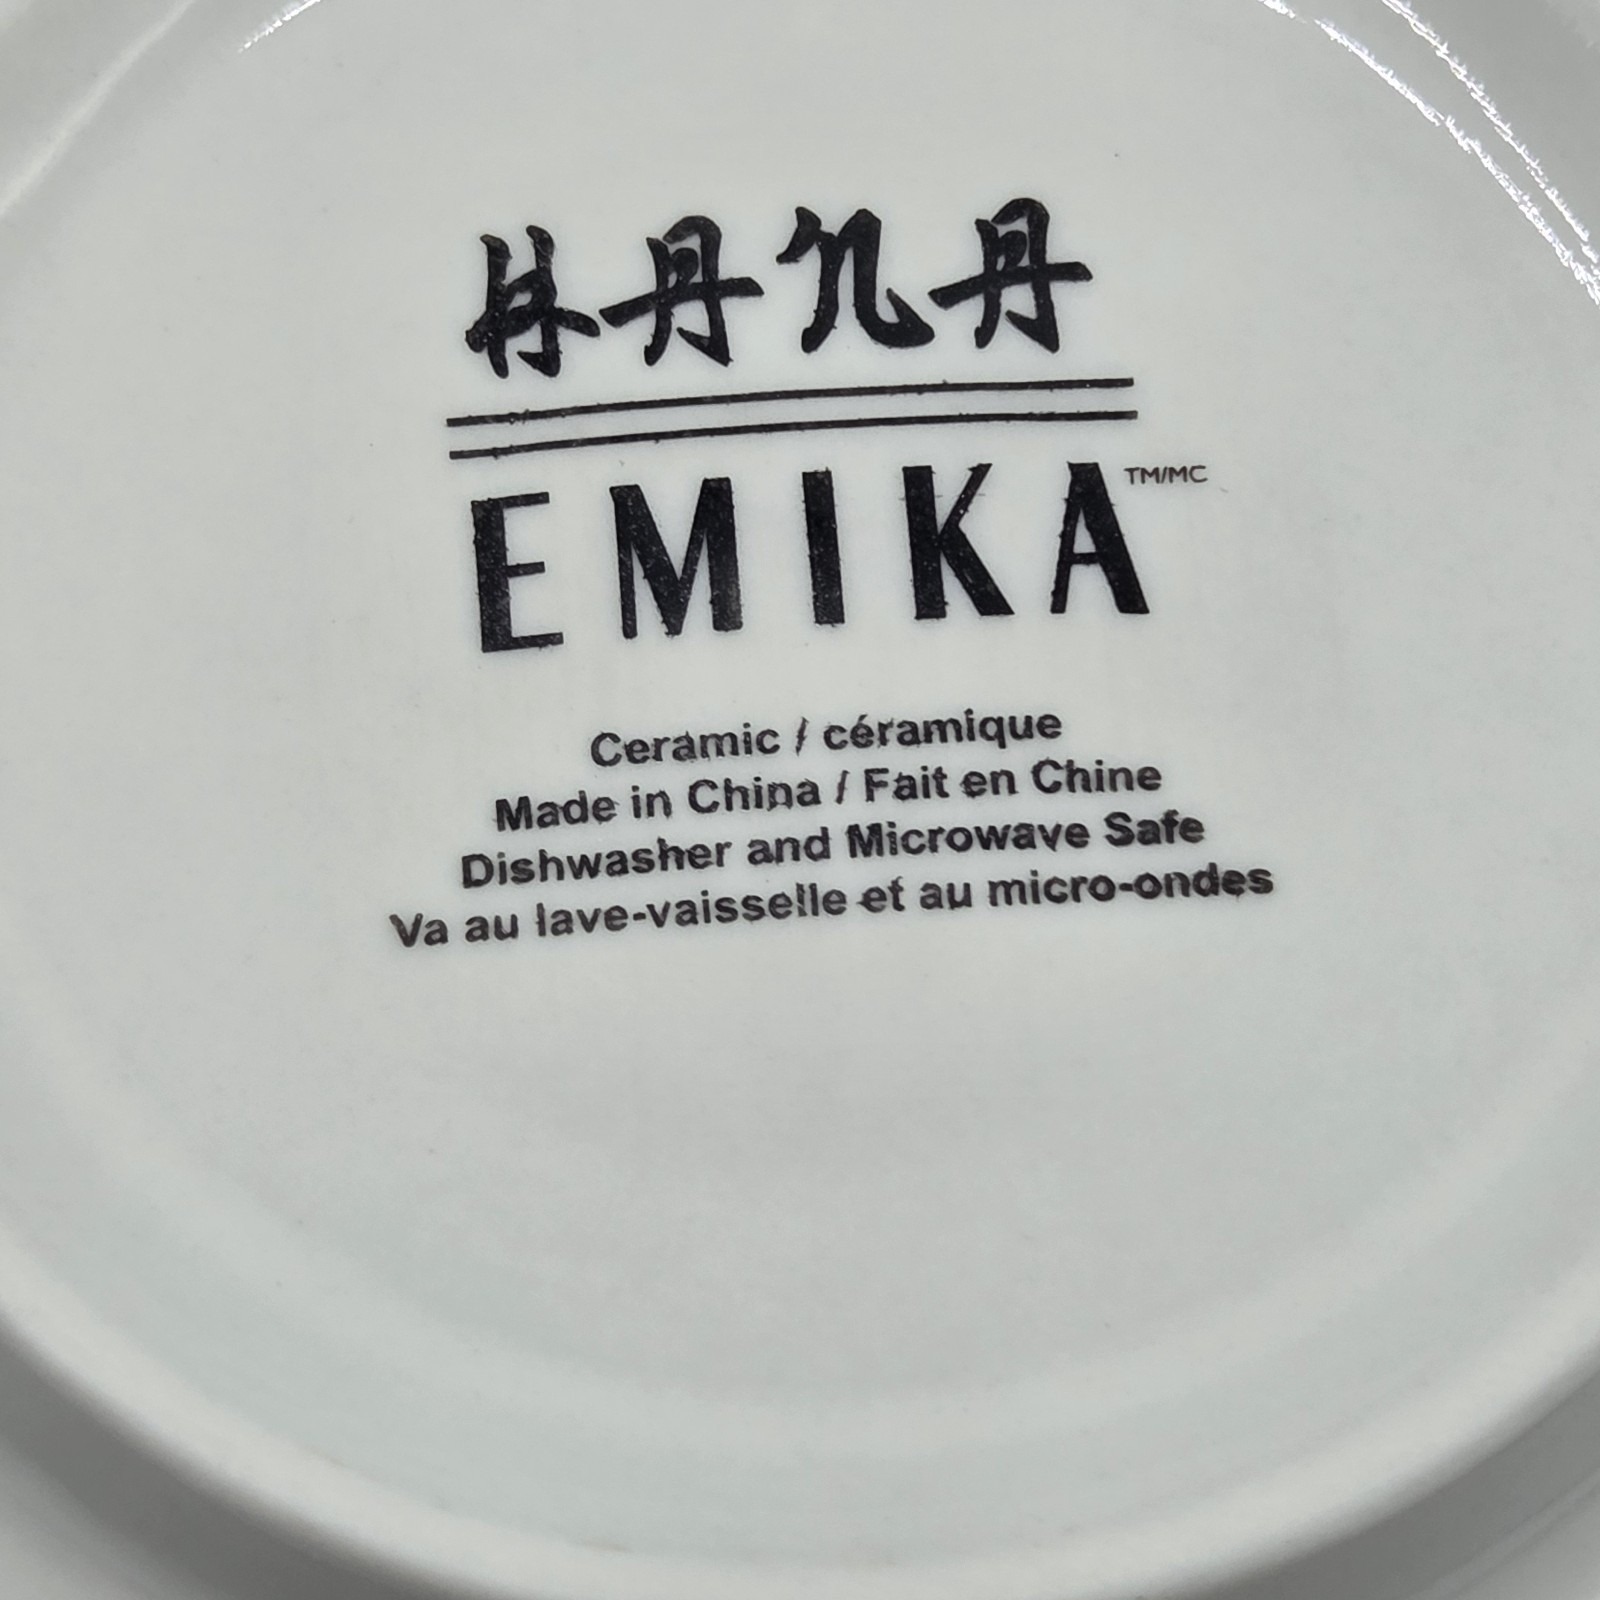 EMIKA TM/MC
Ceramic / céramique
Made in China / Fait en Chine
Dishwasher and Microwave Safe
Va au lave-vaisselle et au micro-ondes